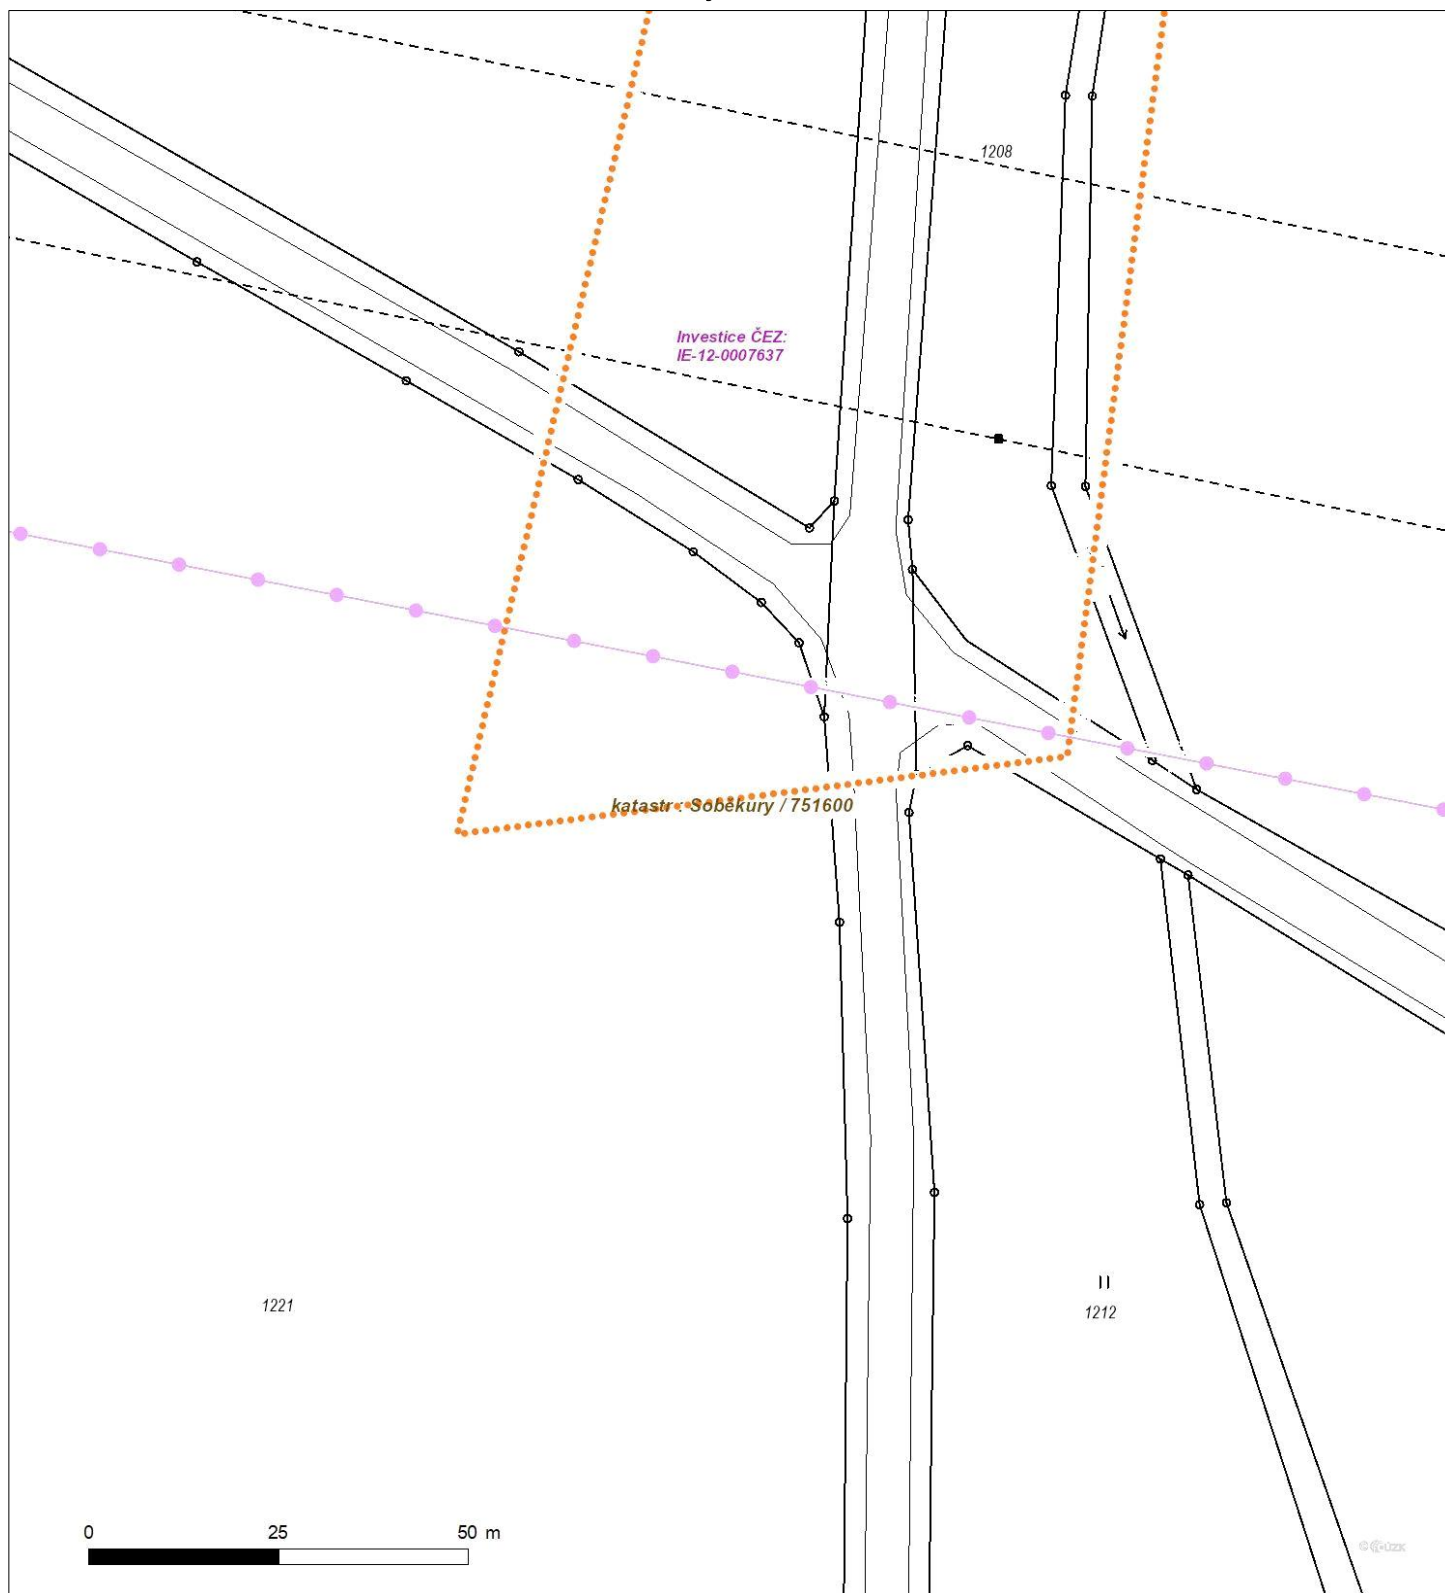 1208
Investice ČEZ:
IE-12-0007637
katastr : Soběkury / 751600
1221
1212
0 25 50 m